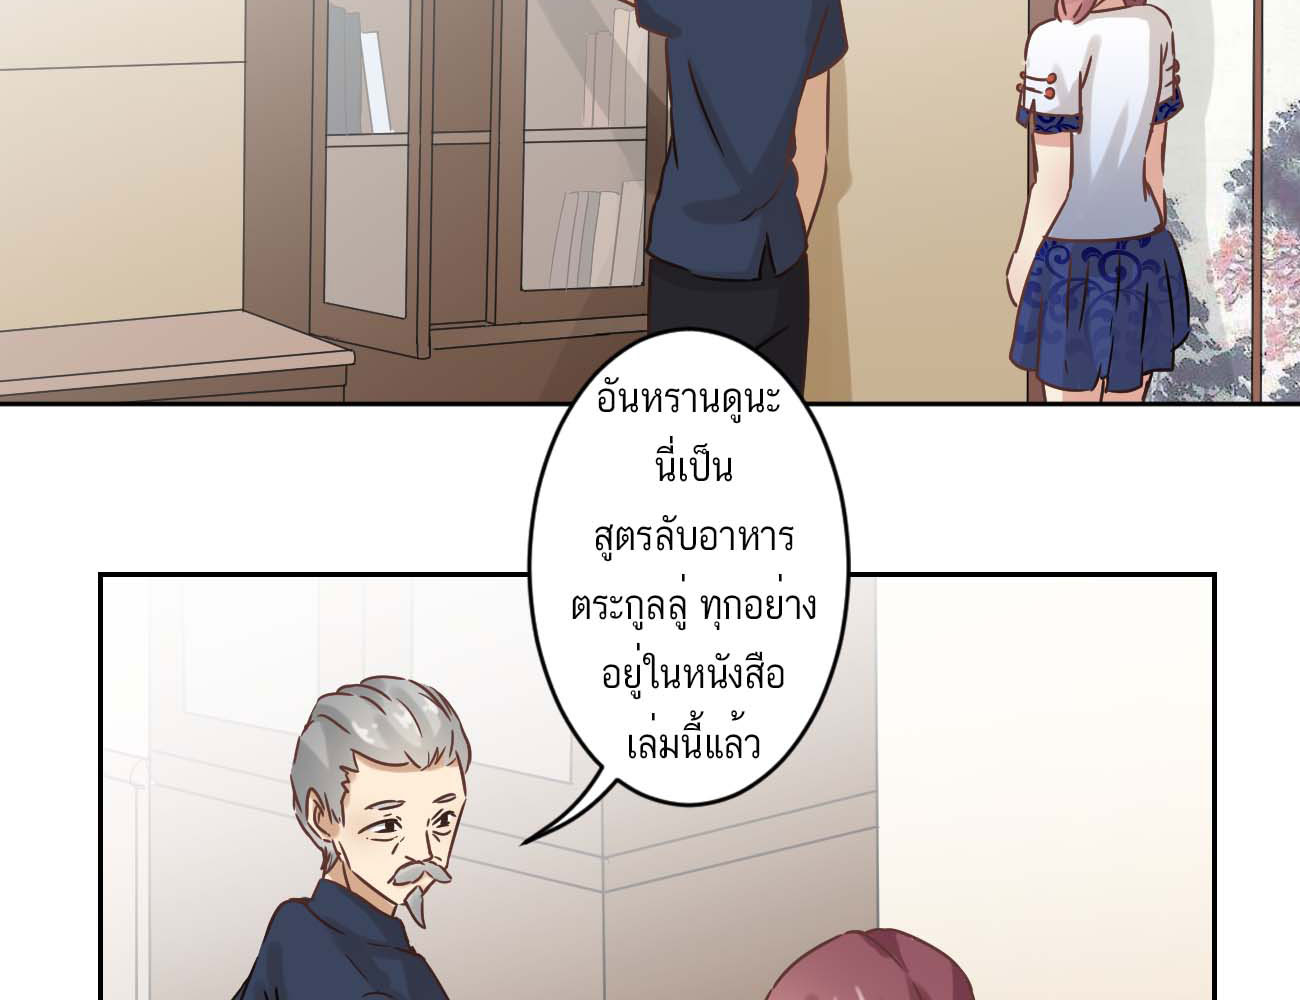 อันหรานดูนะ
นี่เป็น
สูตรลับอาหาร
ตระกูลลู่ ทุกอย่าง
อยู่ในหนังสือ
เล่มนี้แล้ว